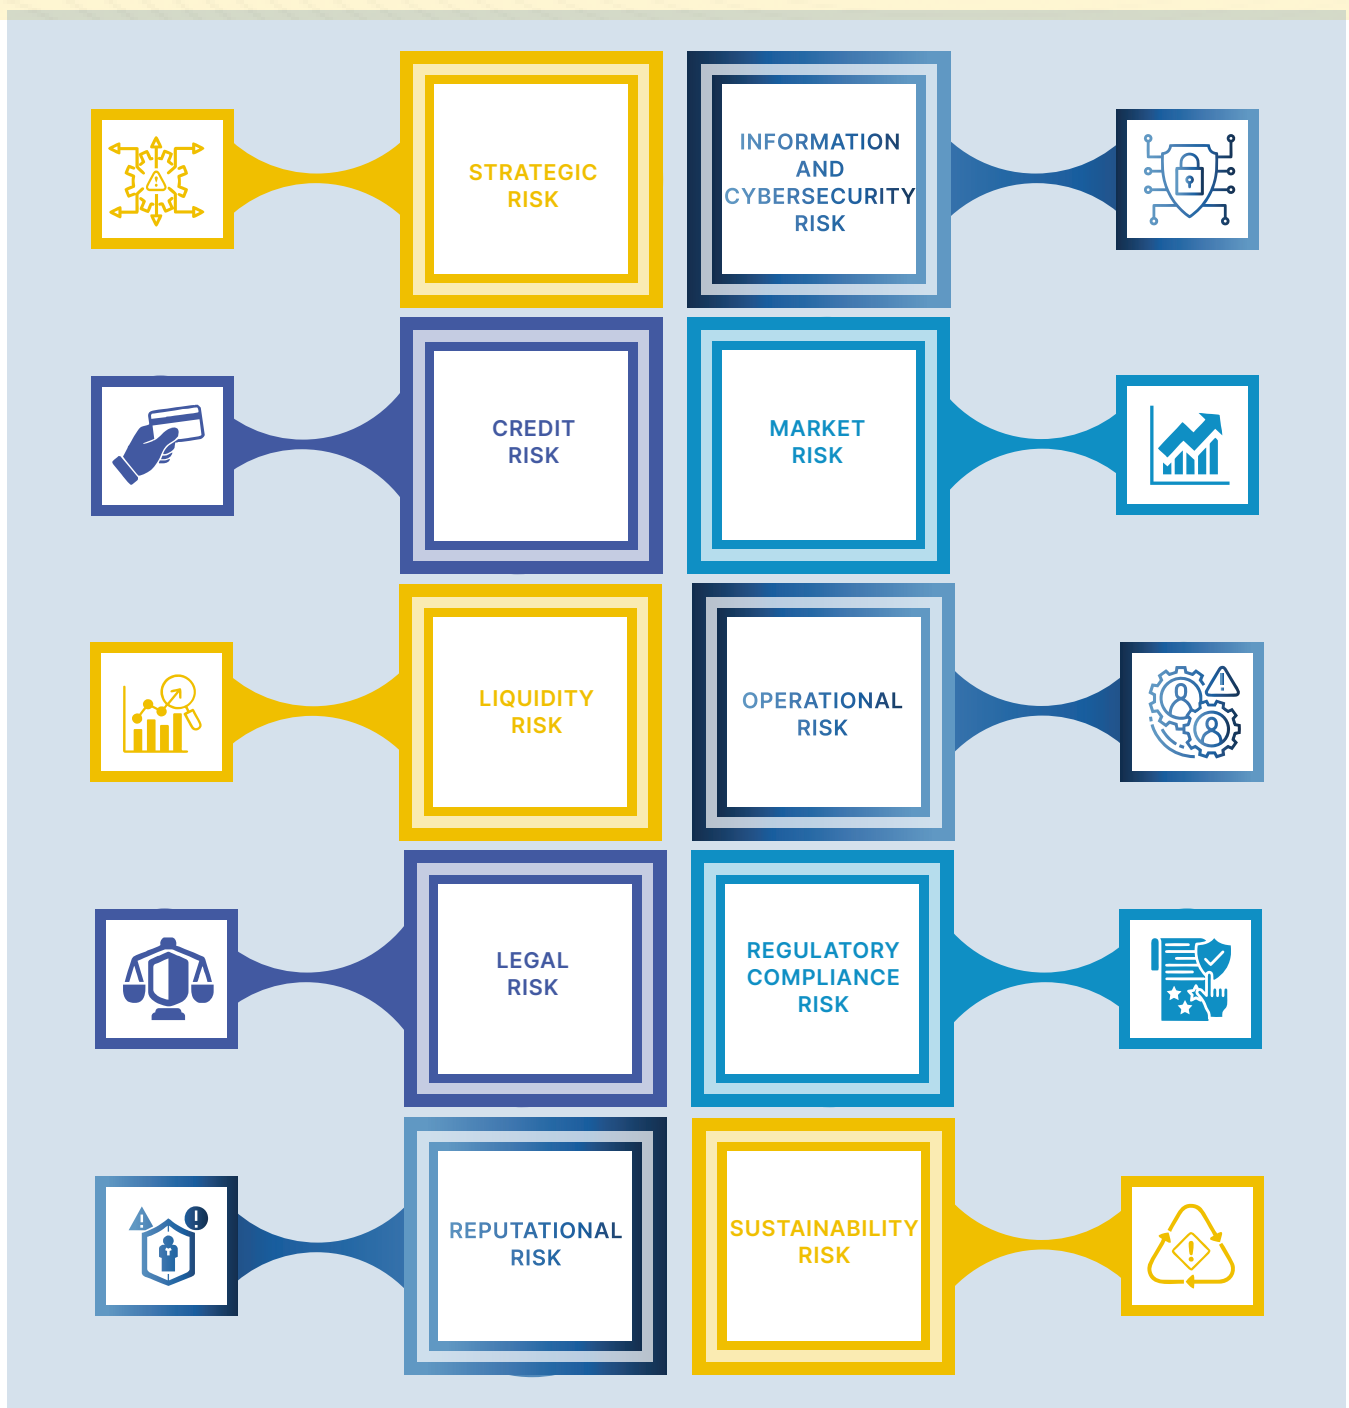 STRATEGIC
RISK
INFORMATION
AND
CYBERSECURITY
RISK
CREDIT
RISK
MARKET
RISK
LIQUIDITY
RISK
OPERATIONAL
RISK
LEGAL
RISK
REGULATORY
COMPLIANCE
RISK
REPUTATIONAL
RISK
SUSTAINABILITY
RISK